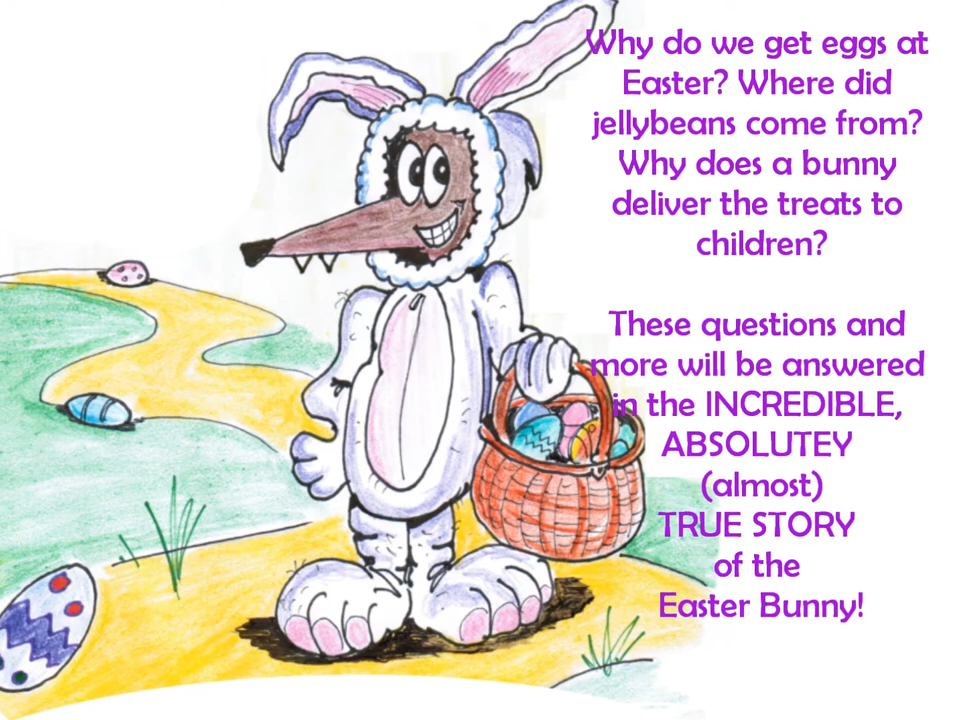 Why do we get eggs at
Easter? Where did
jellybeans come from?
Why does a bunny
deliver the treats to
children?
These questions and
more will be answered
in the INCREDIBLE,
ABSOLUTEY
(almost)
TRUE STORY
of the
Easter Bunny!